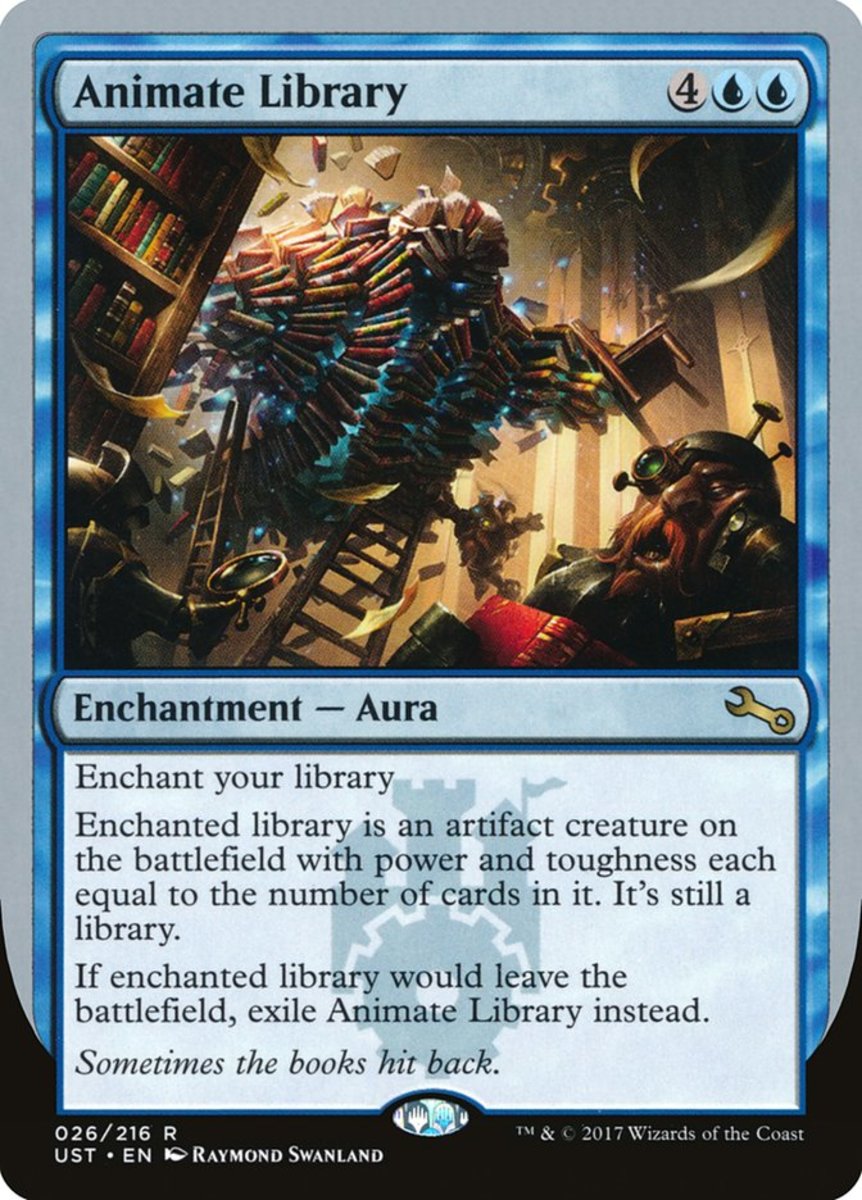 Animate Library 4
Enchantment — Aura
Enchant your library
Enchanted library is an artifact creature on
the battlefield with power and toughness each
equal to the number of cards in it. It's still a
library.
If enchanted library would leave the
battlefield, exile Animate Library instead.
Sometimes the books hit back.
026/216 R
™ & © 2017 Wizards of the Coast
UST • EN Raymond Swanland